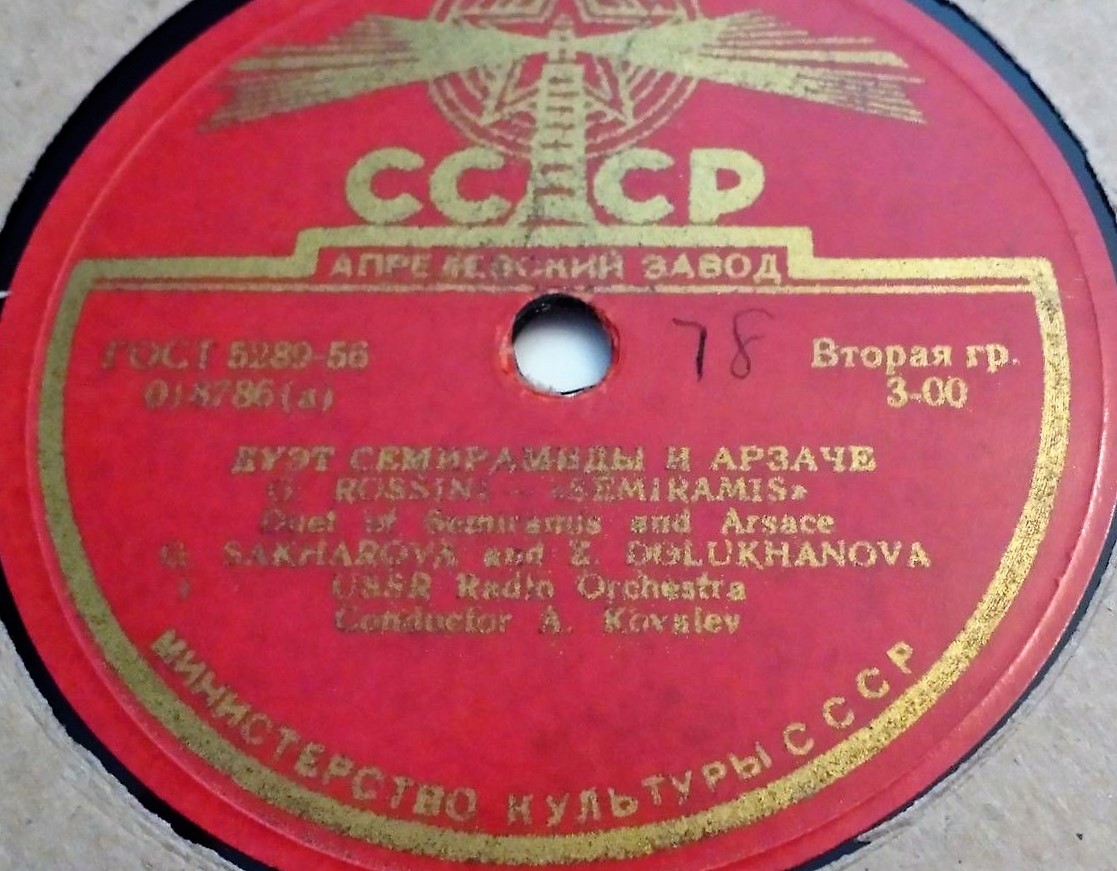 СССР
АПРЕЛЕВСКИЙ ЗАВОД
ГОСТ 5289-56
78
Вторая гр.
018786(а)
3-00
ДУЭТ СЕМИРАМИДЫ И АРЗАЧЕ
G. ROSSINI – «SEMIRAMIS»
Duet of Semiramis and Arsace
SAKHAROVA and Z. DOLUKHANOVA
USSR Radio Orchestra
Conductor A. Kovalev
МИНИСТЕРСТВО КУЛЬТУРЫ СССР